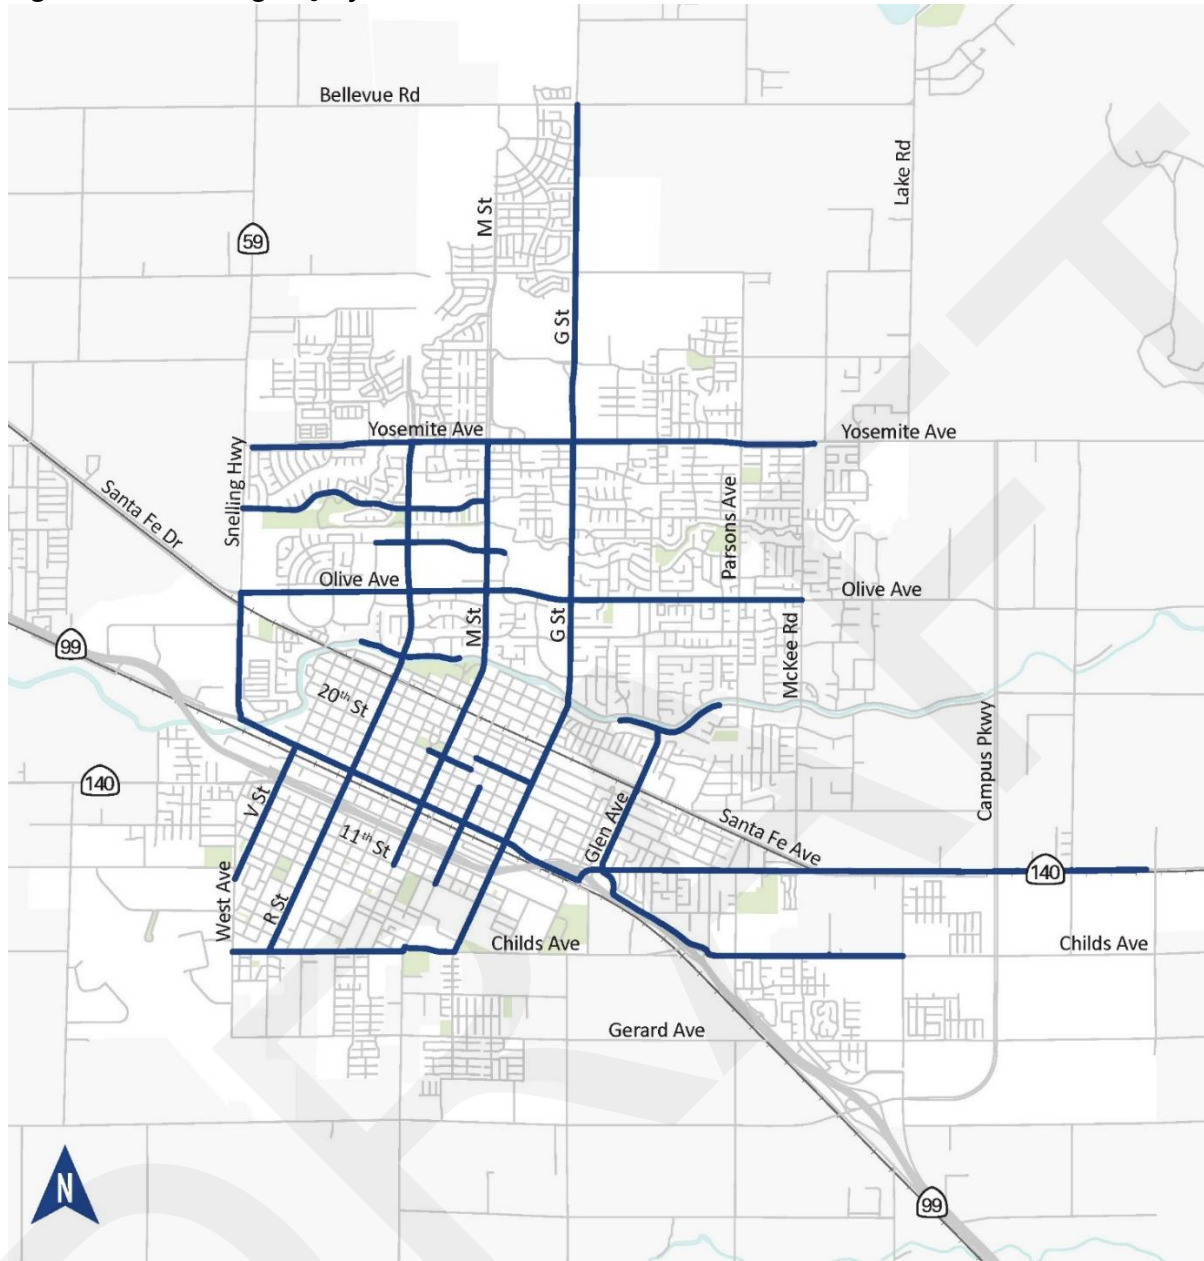 Bellevue Rd
Lake Rd
M St
59
G St
Yosemite Ave
Yosemite Ave
Snelling Hwy
Santa Fe Dr
Parsons Ave
Olive Ave
Olive Ave
M St
G St
McKee Rd
99
20th St
Campus Pkwy
140
V St
11th St
Glen Ave
Santa Fe Ave
140
West Ave
R St
Childs Ave
Childs Ave
Gerard Ave
N
99
DRAFT